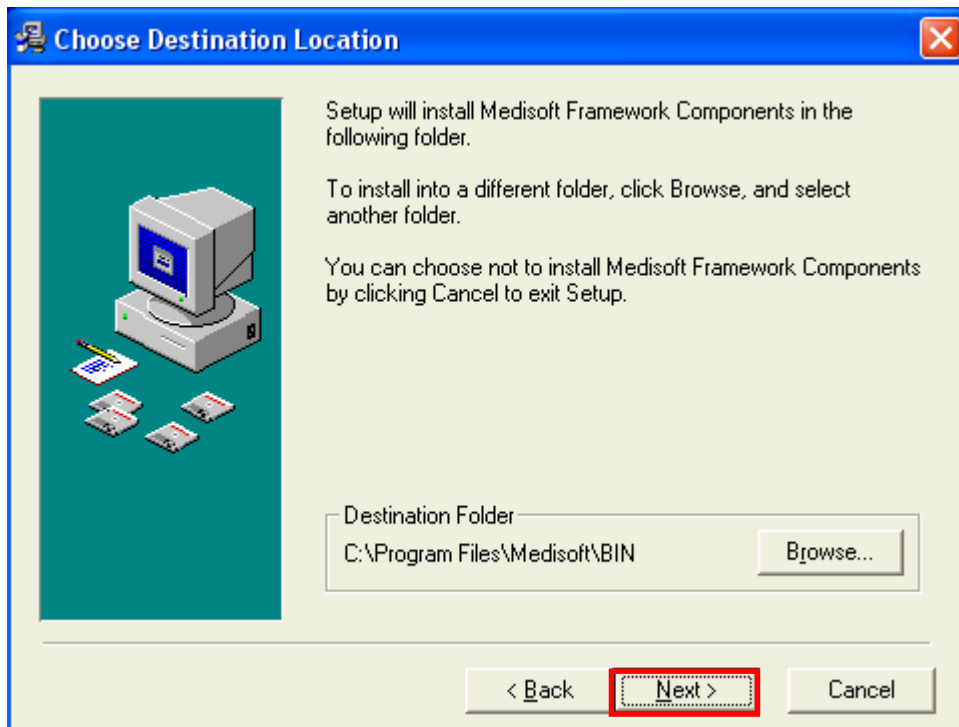 Choose Destination Location
Setup will install Medisoft Framework Components in the
following folder.
To install into a different folder, click Browse, and select
another folder.
You can choose not to install Medisoft Framework Components
by clicking Cancel to exit Setup.
Destination Folder
C:\Program Files\Medisoft\BIN
Browse...
< Back
Next >
Cancel